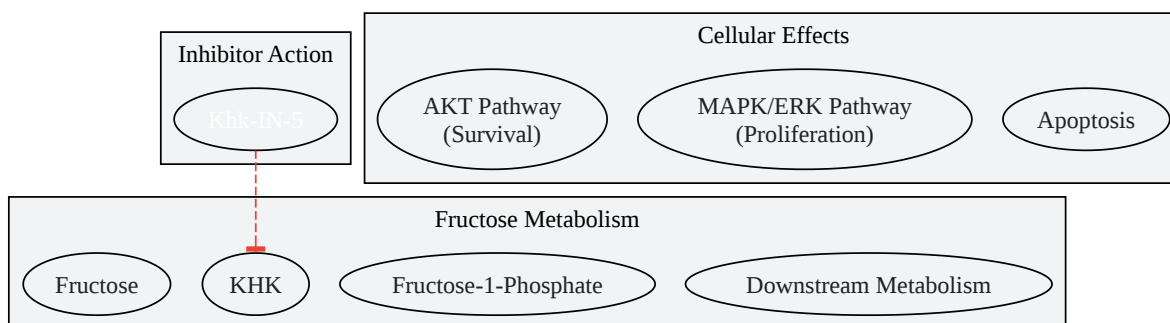 Inhibitor Action
Khk-IN-5
Cellular Effects
AKT Pathway
(Survival)
MAPK/ERK Pathway
(Proliferation)
Apoptosis
Fructose Metabolism
Fructose
KHK
Fructose-1-Phosphate
Downstream Metabolism